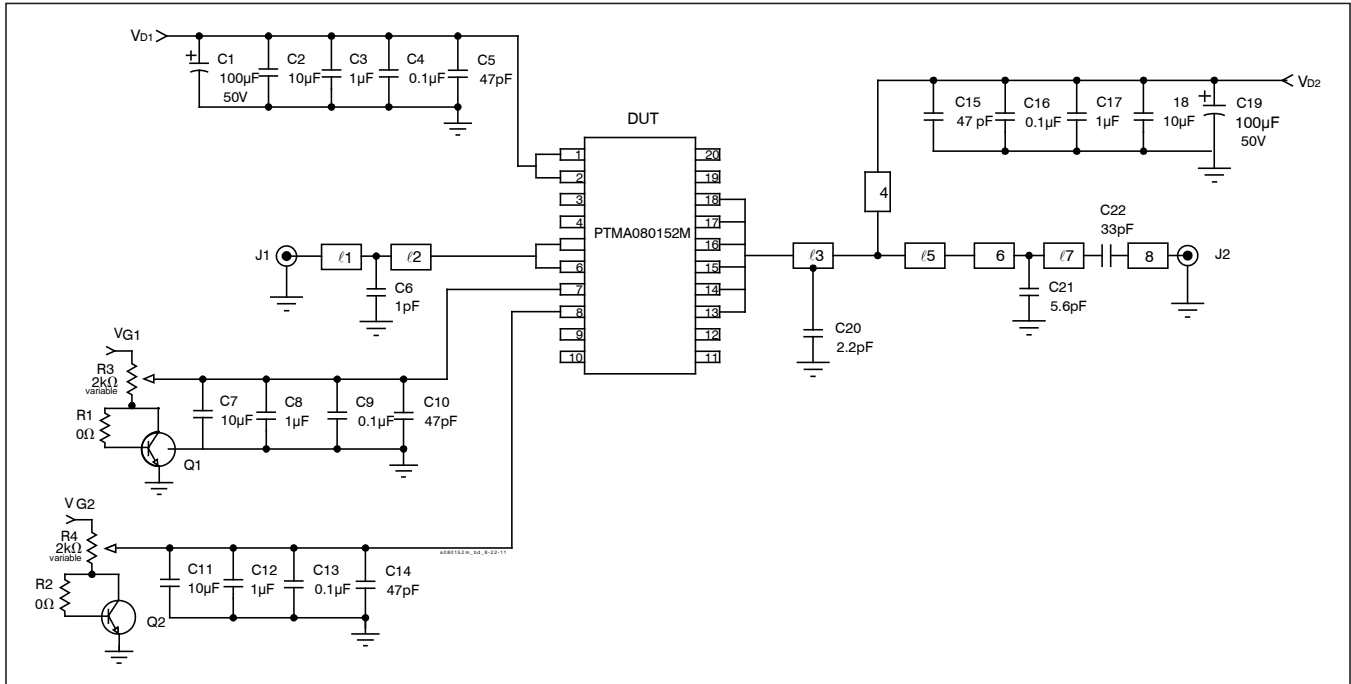 VD1
+
C1
100µF
50V
C2
10µF
C3
1µF
C4
0.1µF
C5
47pF
VD2
C15
47 pF
C16
0.1µF
C17
1µF
18
10µF
+
C19
100µF
50V
DUT
PTMA080152M
1
2
3
4
6
7
8
9
10
20
19
18
17
16
15
14
13
12
11
J1
ℓ1
ℓ2
C6
1pF
ℓ3
C20
2.2pF
4
ℓ5
6
C21
5.6pF
ℓ7
C22
33pF
8
J2
VG1
R3
2kΩ
variable
R1
0Ω
Q1
C7
10µF
C8
1µF
C9
0.1µF
C10
47pF
V G2
R4
2kΩ
variable
R2
0Ω
Q2
C11
10µF
C12
1µF
C13
0.1µF
C14
47pF
a080152m_bd_8-22-11